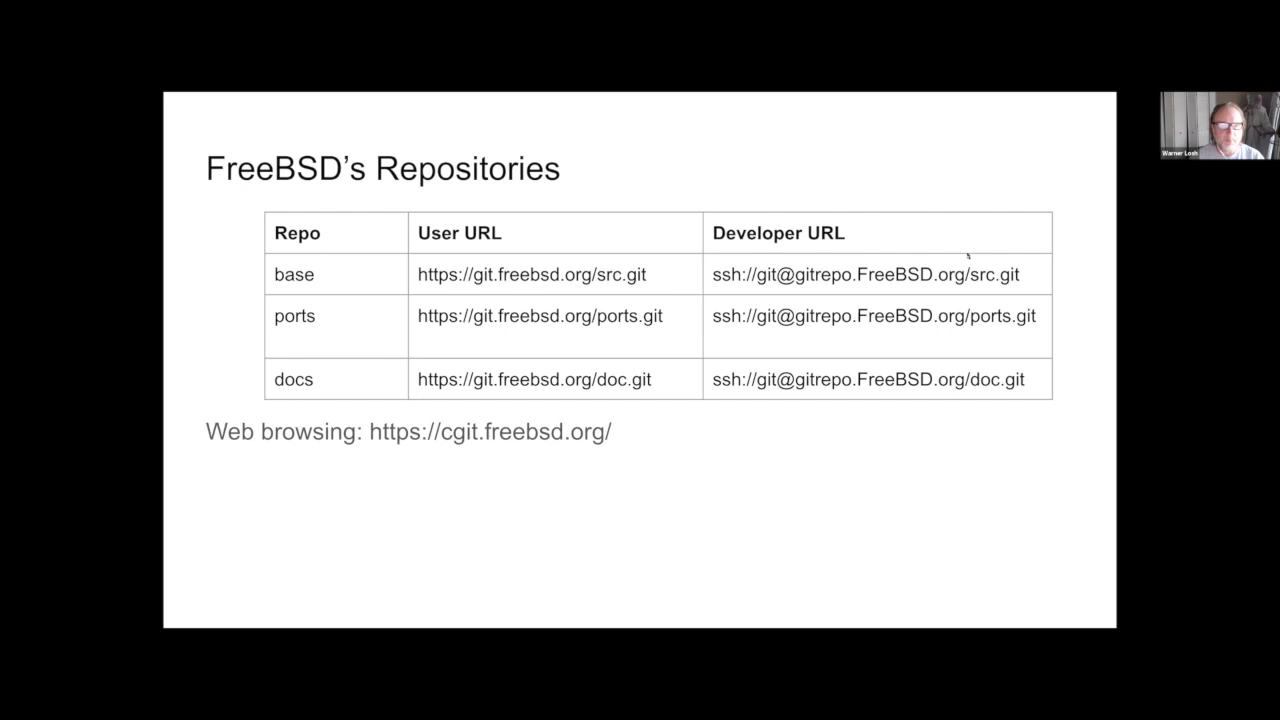 FreeBSD’s Repositories
Repo User URL Developer URL
base https://git.freebsd.org/src.git ssh://git@gitrepo.FreeBSD.org/src.git
ports https://git.freebsd.org/ports.git ssh://git@gitrepo.FreeBSD.org/ports.git
docs https://git.freebsd.org/doc.git ssh://git@gitrepo.FreeBSD.org/doc.git
Web browsing: https://cgit.freebsd.org/
Warner Losh